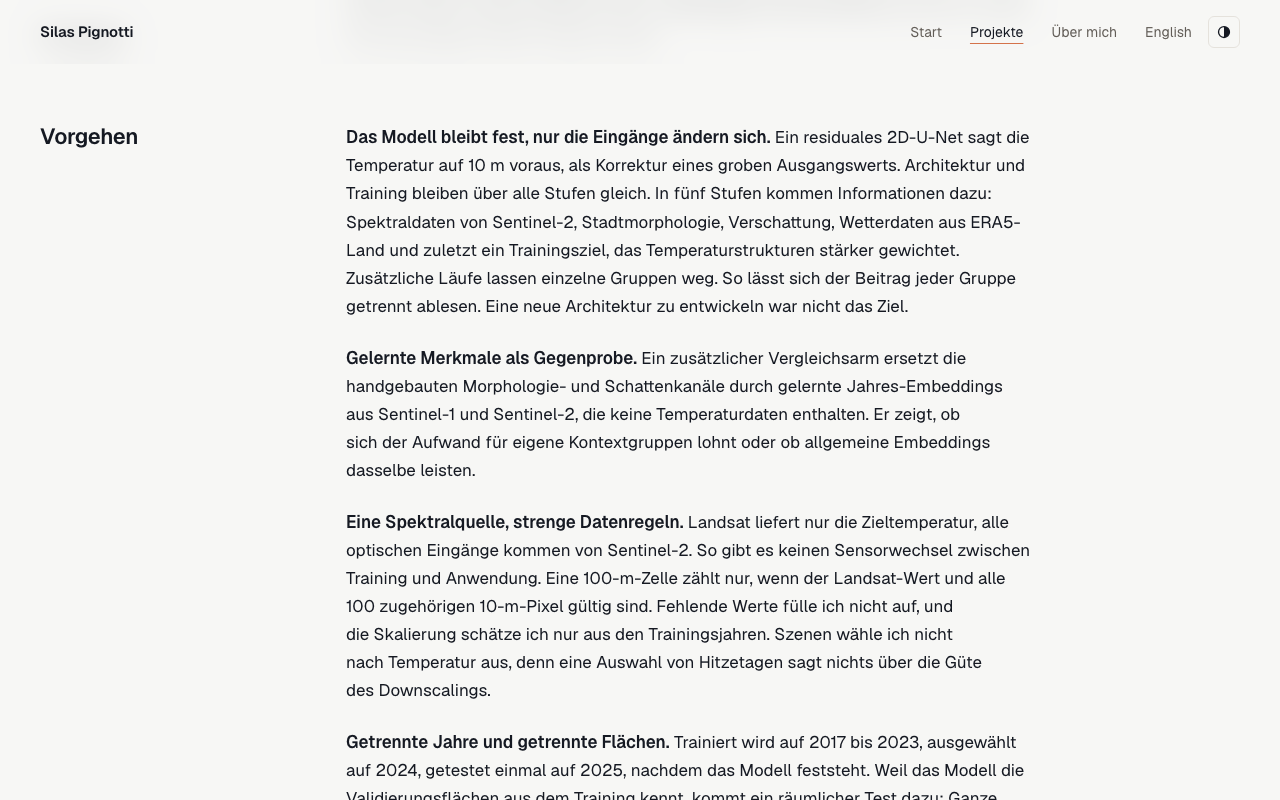 Silas Pignotti
Start
Projekte
Über mich
English
Vorgehen
Das Modell bleibt fest, nur die Eingänge ändern sich. Ein residuales 2D-U-Net sagt die
Temperatur auf 10 m voraus, als Korrektur eines groben Ausgangswerts. Architektur und
Training bleiben über alle Stufen gleich. In fünf Stufen kommen Informationen dazu:
Spektraldaten von Sentinel-2, Stadtmorphologie, Verschattung, Wetterdaten aus ERA5-
Land und zuletzt ein Trainingsziel, das Temperaturstrukturen stärker gewichtet.
Zusätzliche Läufe lassen einzelne Gruppen weg. So lässt sich der Beitrag jeder Gruppe
getrennt ablesen. Eine neue Architektur zu entwickeln war nicht das Ziel.
Gelernte Merkmale als Gegenprobe. Ein zusätzlicher Vergleichsarm ersetzt die
handgebauten Morphologie- und Schattenkanäle durch gelernte Jahres-Embeddings
aus Sentinel-1 und Sentinel-2, die keine Temperaturdaten enthalten. Er zeigt, ob
sich der Aufwand für eigene Kontextgruppen lohnt oder ob allgemeine Embeddings
dasselbe leisten.
Eine Spektralquelle, strenge Datenregeln. Landsat liefert nur die Zieltemperatur, alle
optischen Eingänge kommen von Sentinel-2. So gibt es keinen Sensorwechsel zwischen
Training und Anwendung. Eine 100-m-Zelle zählt nur, wenn der Landsat-Wert und alle
100 zugehörigen 10-m-Pixel gültig sind. Fehlende Werte fülle ich nicht auf, und
die Skalierung schätze ich nur aus den Trainingsjahren. Szenen wähle ich nicht
nach Temperatur aus, denn eine Auswahl von Hitzetagen sagt nichts über die Güte
des Downscalings.
Getrennte Jahre und getrennte Flächen. Trainiert wird auf 2017 bis 2023, ausgewählt
auf 2024, getestet einmal auf 2025, nachdem das Modell feststeht. Weil das Modell die
Validierungsflächen aus dem Training kennt, kommt ein räumlicher Test dazu: Ganze